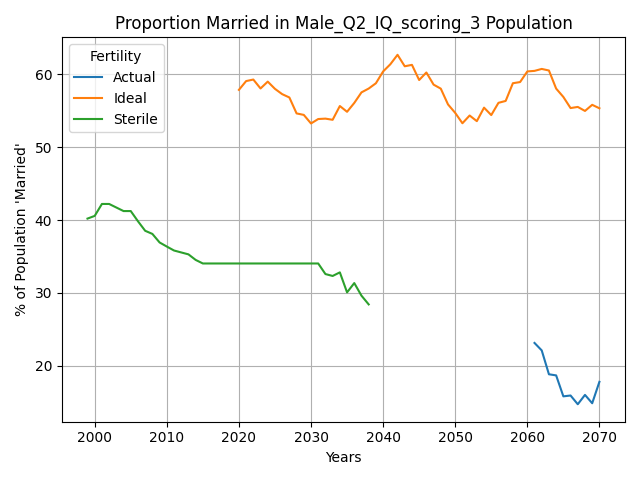 Proportion Married in Male_Q2_IQ_scoring_3 Population
Fertility
Actual
Ideal
Sterile
% of Population 'Married'
60
50
40
30
20
2000 2010 2020 2030 2040 2050 2060 2070
Years